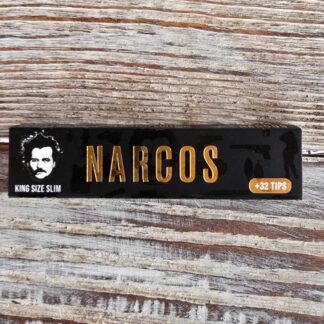 NARCOS
KING SIZE SLIM
+32 TIPS